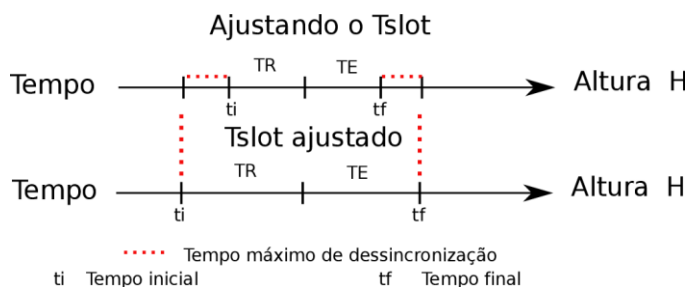 Ajustando o Tslot
Tempo TR TE Altura H
ti tf
Tslot ajustado
Tempo TR TE Altura H
ti tf
Tempo máximo de dessincronização
ti Tempo inicial tf Tempo final